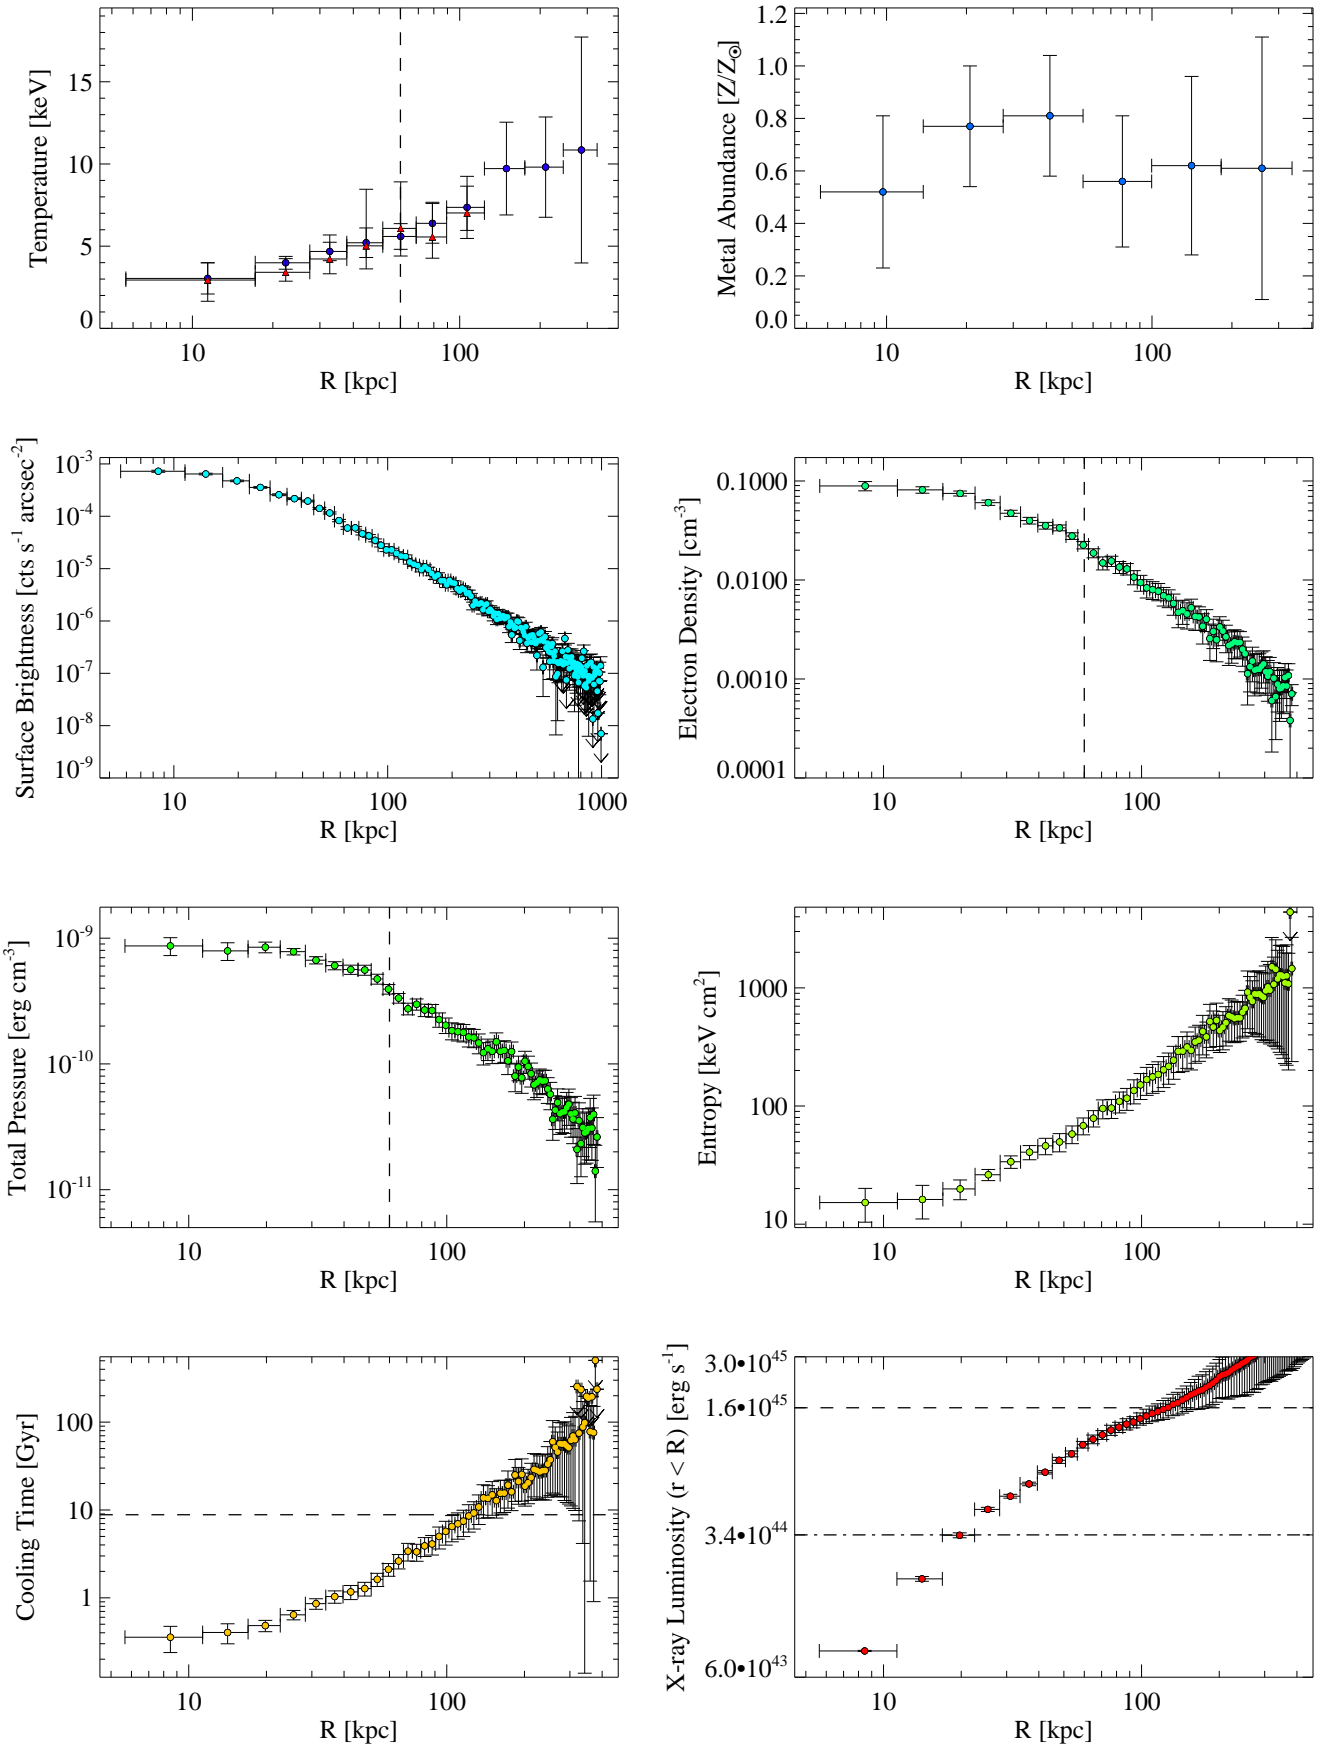 Temperature [keV]
15
10
5
0
10 100
R [kpc]
Metal Abundance [Z/Z⊙]
1.2
1.0
0.8
0.6
0.4
0.2
0.0
10 100
R [kpc]
Surface Brightness [cts s⁻¹ arcsec⁻²]
10⁻³
10⁻⁴
10⁻⁵
10⁻⁶
10⁻⁷
10⁻⁸
10⁻⁹
10 100 1000
R [kpc]
Electron Density [cm⁻³]
0.1000
0.0100
0.0010
0.0001
10 100
R [kpc]
Total Pressure [erg cm⁻³]
10⁻⁹
10⁻¹⁰
10⁻¹¹
10 100
R [kpc]
Entropy [keV cm²]
1000
100
10
10 100
R [kpc]
Cooling Time [Gyr]
100
10
1
10 100
R [kpc]
X-ray Luminosity (r < R) [erg s⁻¹]
3.0•10⁴⁵
1.6•10⁴⁵
3.4•10⁴⁴
6.0•10⁴³
10 100
R [kpc]